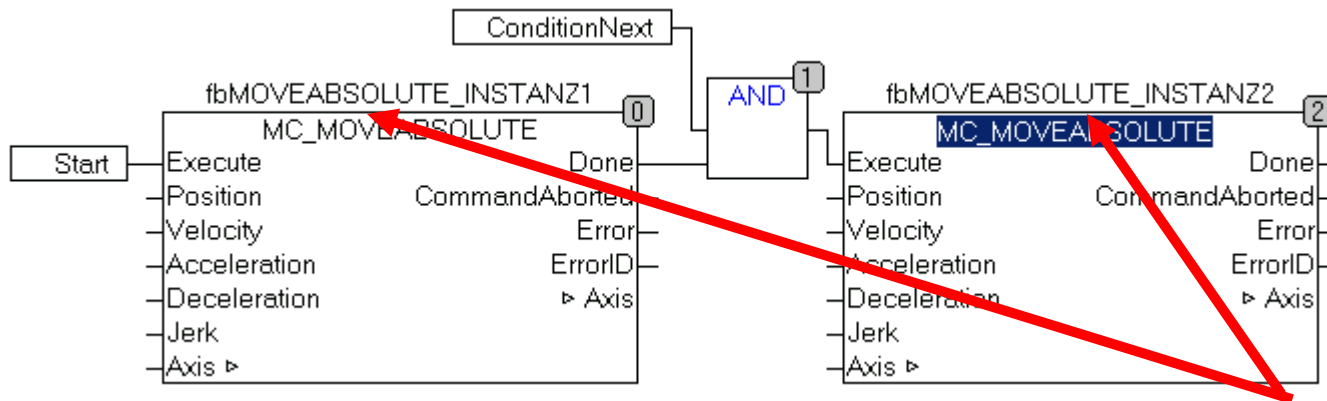 ConditionNext
fbMOVEABSOLUTE_INSTANZ1
0
AND
1
fbMOVEABSOLUTE_INSTANZ2
2
MC_MOVEABSOLUTE
MC_MOVEABSOLUTE
Start
Execute
Done
Execute
Done
Position
CommandAborted
Position
CommandAborted
Velocity
Error
Velocity
Error
Acceleration
ErrorID
Acceleration
ErrorID
Deceleration
Axis
Deceleration
Axis
Jerk
Jerk
Axis
Axis